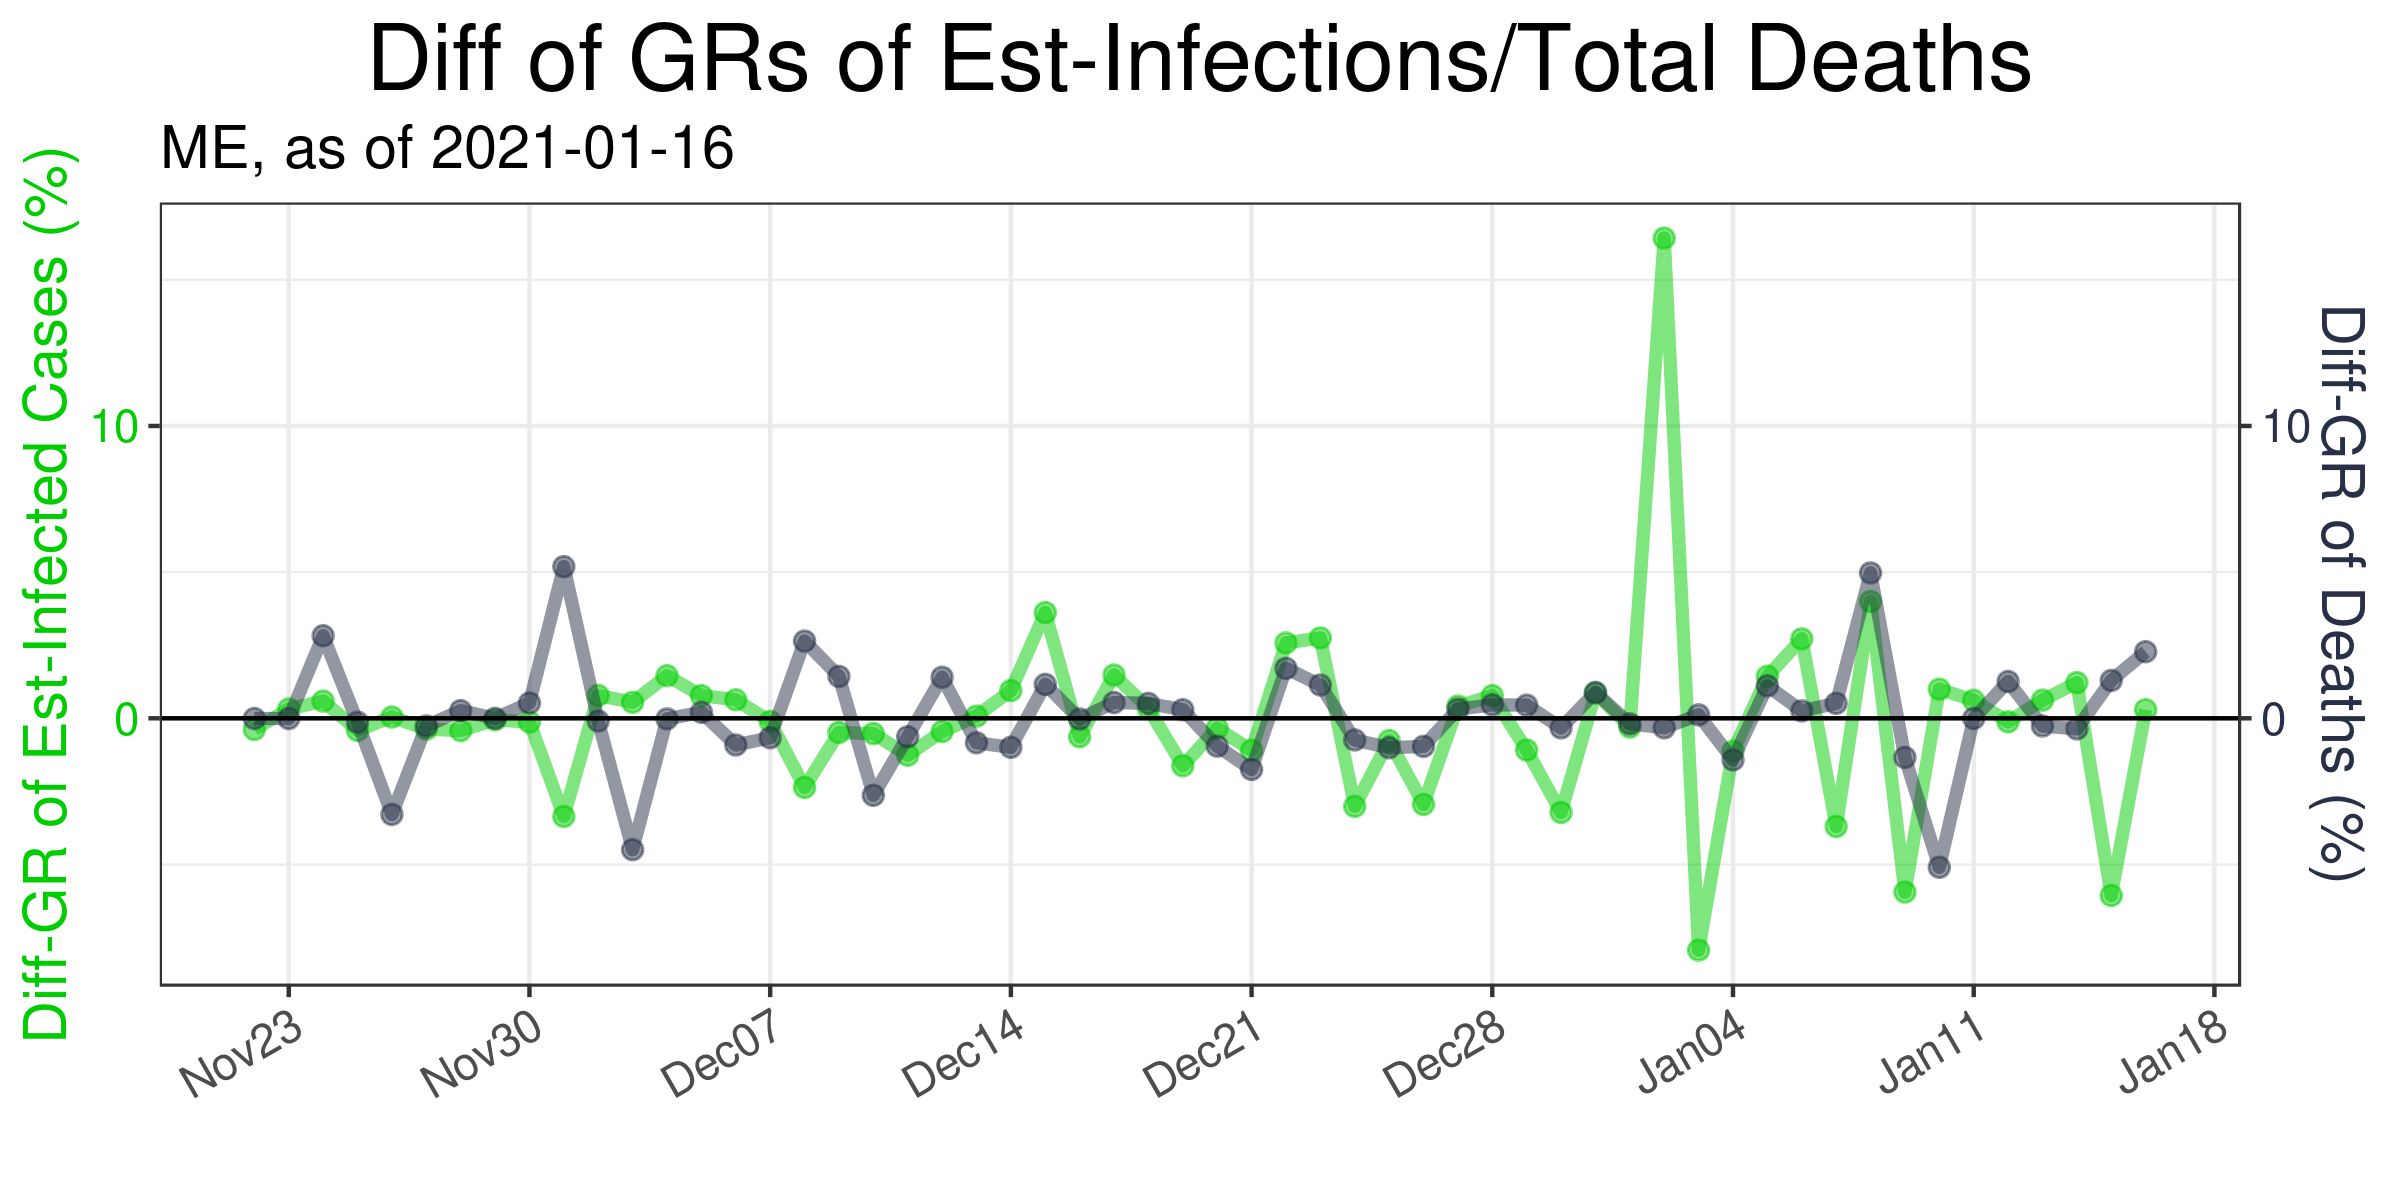 Diff of GRs of Est-Infections/Total Deaths
ME, as of 2021-01-16
Diff-GR of Est-Infected Cases (%)
10
0
10
0
Diff-GR of Deaths (%)
Nov23
Nov30
Dec07
Dec14
Dec21
Dec28
Jan04
Jan11
Jan18